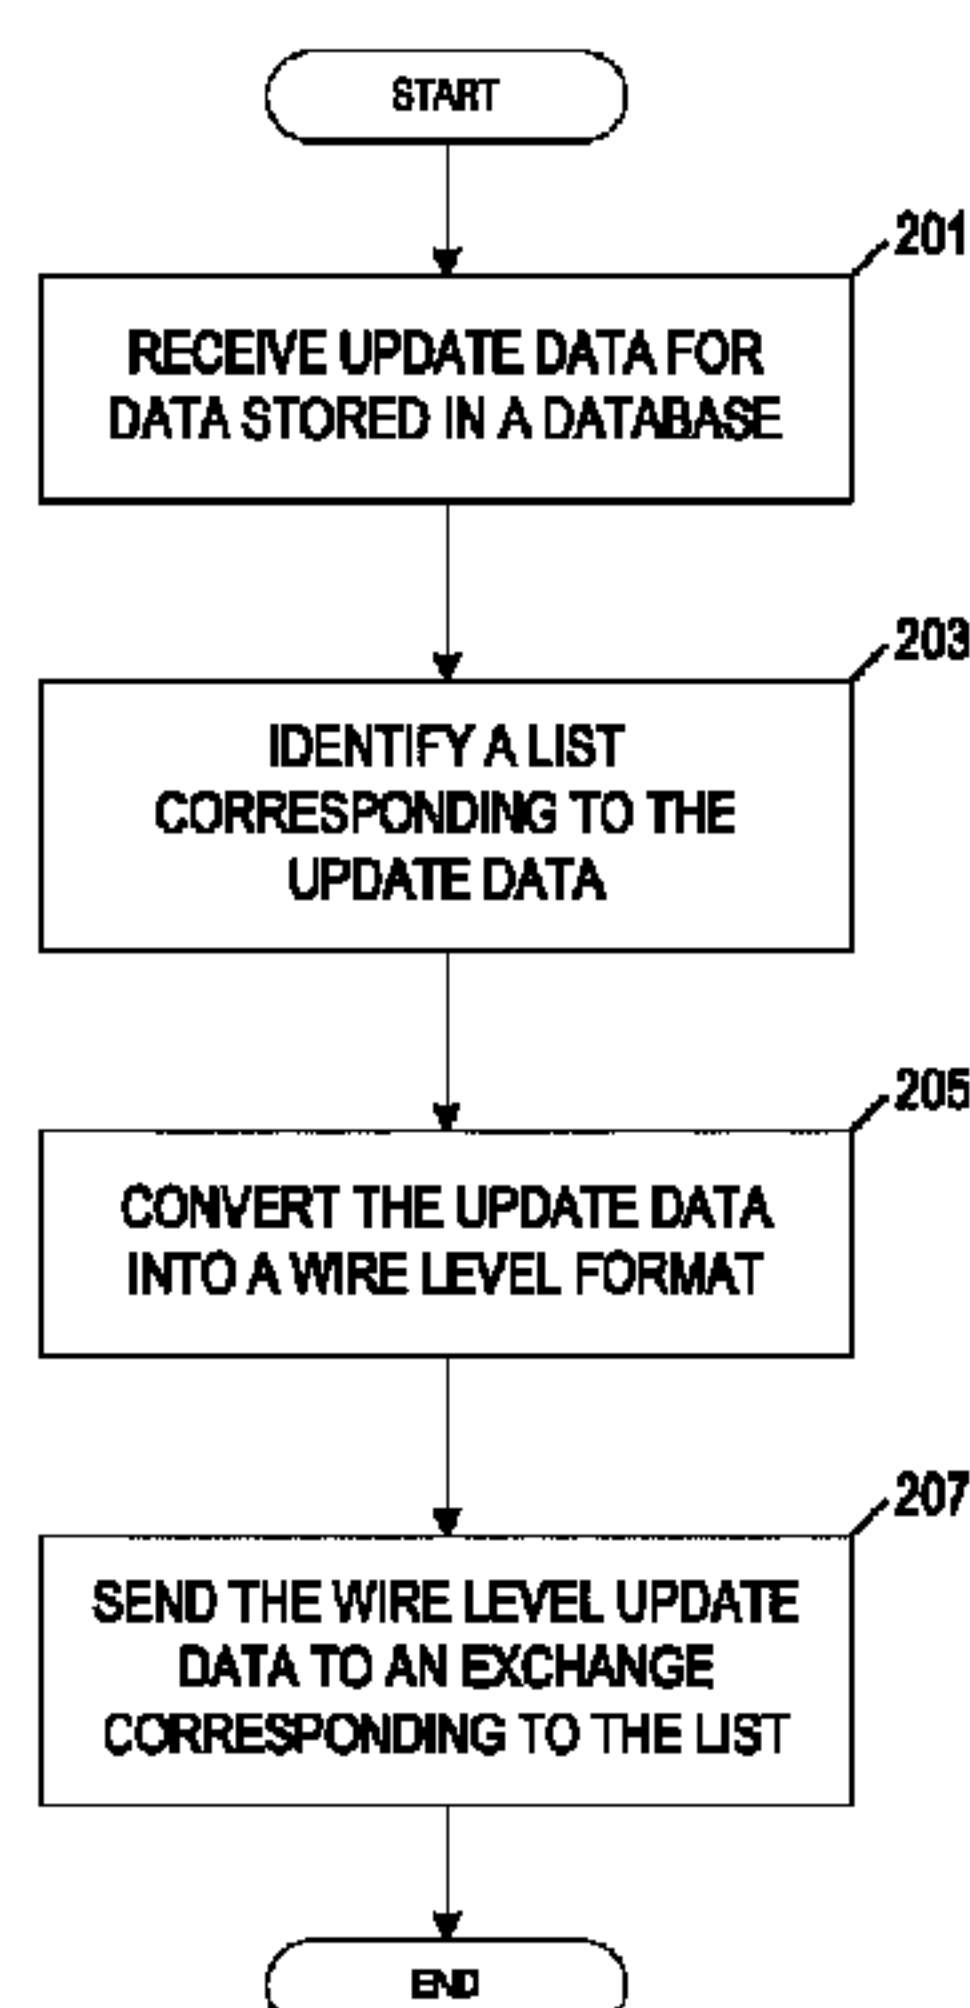 START
201
RECEIVE UPDATE DATA FOR
DATA STORED IN A DATABASE
203
IDENTIFY A LIST
CORRESPONDING TO THE
UPDATE DATA
205
CONVERT THE UPDATE DATA
INTO A WIRE LEVEL FORMAT
207
SEND THE WIRE LEVEL UPDATE
DATA TO AN EXCHANGE
CORRESPONDING TO THE LIST
END